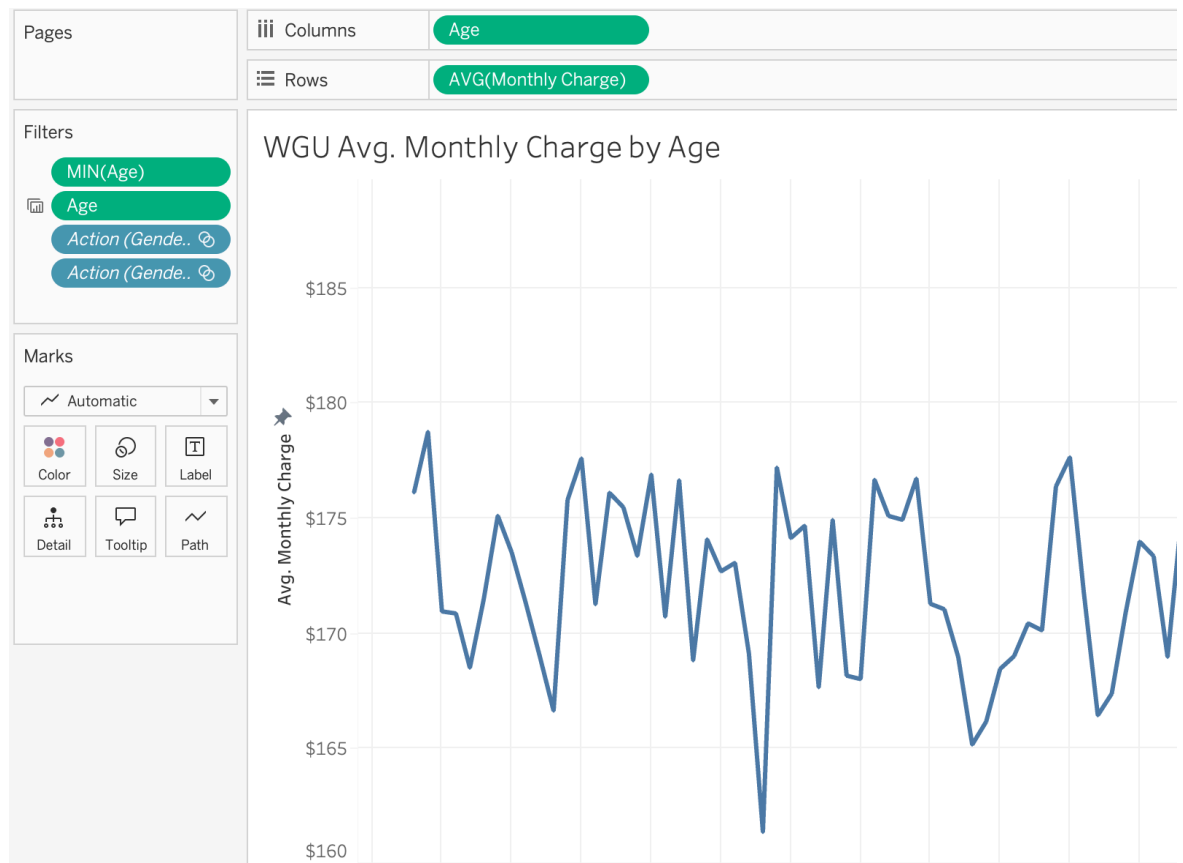 Pages
Columns
Age
Rows
AVG(Monthly Charge)
Filters
MIN(Age)
Age
Action (Gende..
Action (Gende..
Marks
Automatic
Color
Size
Label
Detail
Tooltip
Path
WGU Avg. Monthly Charge by Age
Avg. Monthly Charge
$185
$180
$175
$170
$165
$160